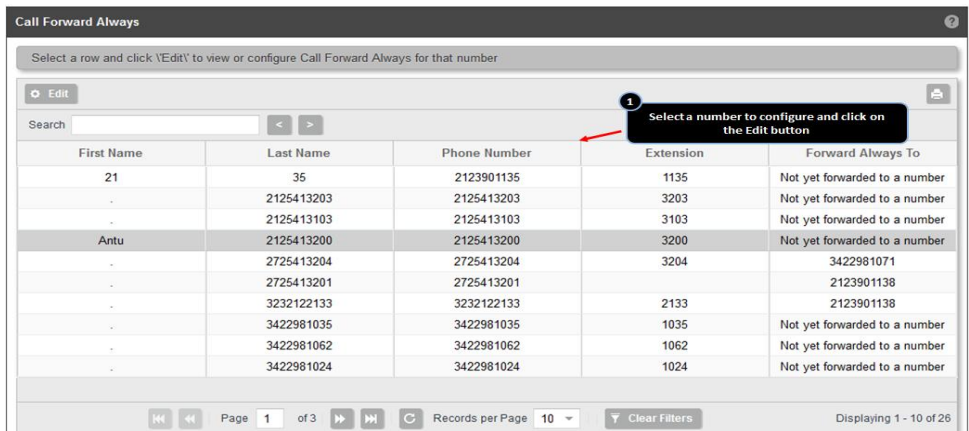 Call Forward Always
Select a row and click \'Edit\' to view or configure Call Forward Always for that number
Edit
1
Select a number to configure and click on
the Edit button
Search < >
First Name Last Name Phone Number Extension Forward Always To
21 35 2123901135 1135 Not yet forwarded to a number
. 2125413203 2125413203 3203 Not yet forwarded to a number
. 2125413103 2125413103 3103 Not yet forwarded to a number
Antu 2125413200 2125413200 3200 Not yet forwarded to a number
. 2725413204 2725413204 3204 3422981071
. 2725413201 2725413201 2123901138
. 3232122133 3232122133 2133 2123901138
. 3422981035 3422981035 1035 Not yet forwarded to a number
. 3422981062 3422981062 1062 Not yet forwarded to a number
. 3422981024 3422981024 1024 Not yet forwarded to a number
Page 1 of 3 Records per Page 10 Clear Filters Displaying 1 - 10 of 26